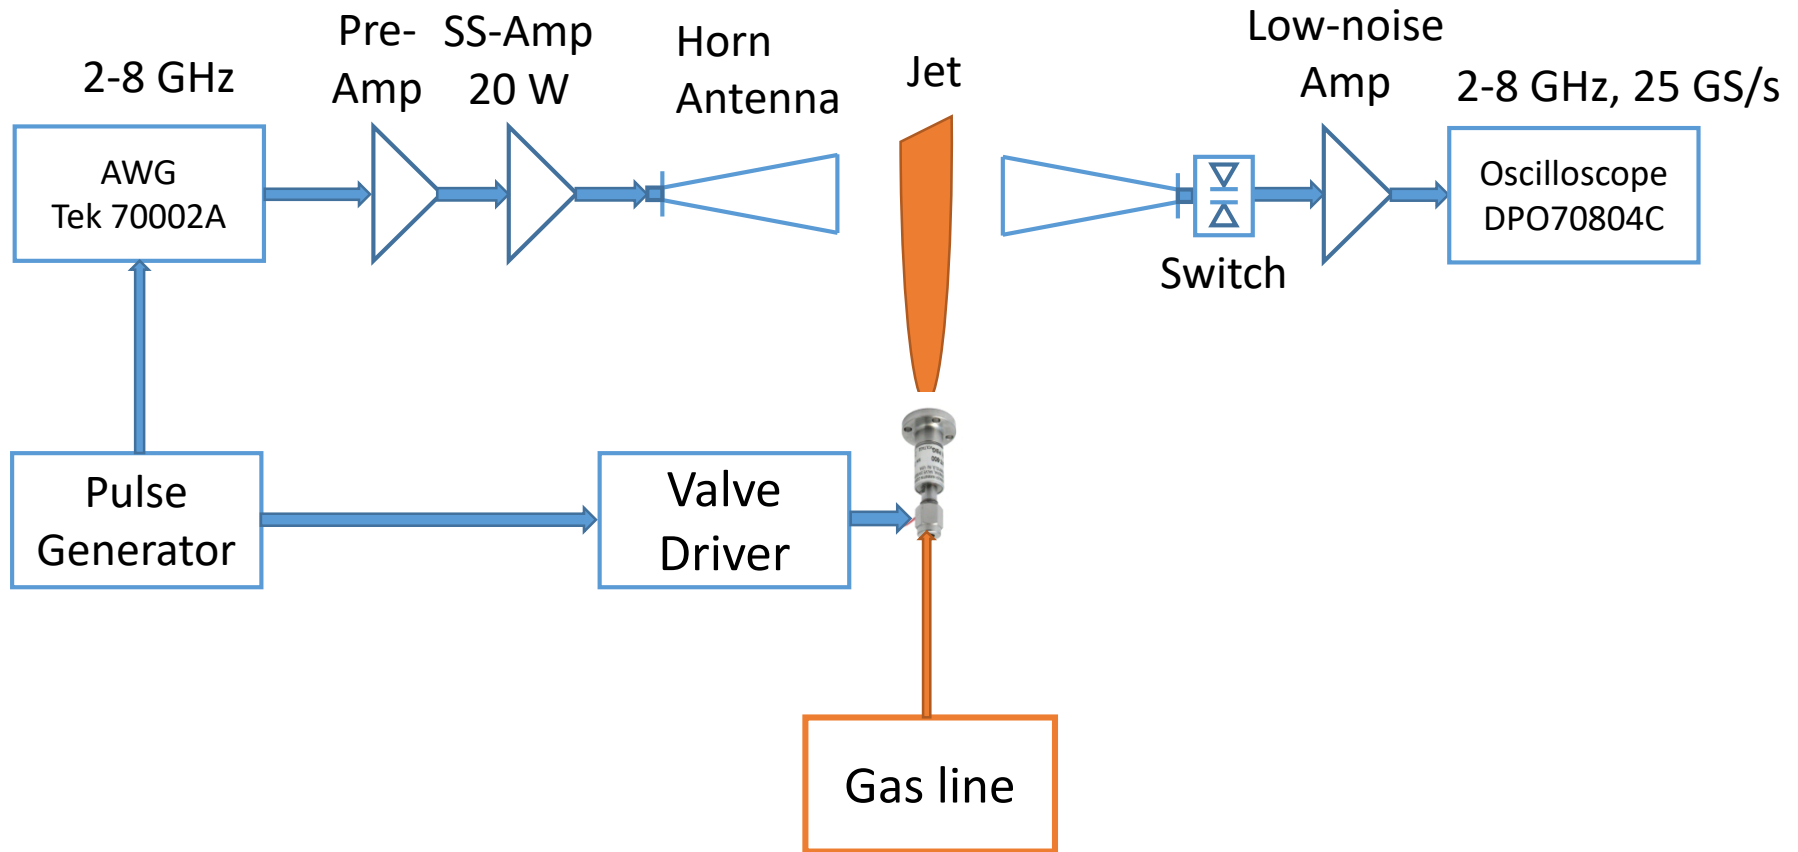 2-8 GHz
Pre-
Amp
SS-Amp
20 W
Horn
Antenna
Jet
Low-noise
Amp
2-8 GHz, 25 GS/s
AWG
Tek 70002A
Oscilloscope
DPO70804C
Switch
Pulse
Generator
Valve
Driver
Gas line